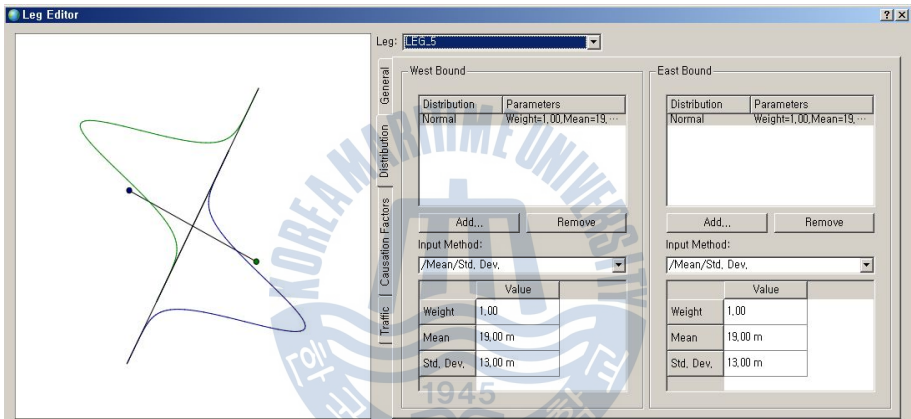 Leg Editor
Leg: LEG_5
General
Distribution
Causation Factors
Traffic
West Bound
Distribution Parameters
Normal Weight=1,00,Mean=19, ...
Add... Remove
Input Method:
/Mean/Std, Dev,
Value
Weight 1,00
Mean 19,00 m
Std, Dev, 13,00 m
East Bound
Distribution Parameters
Normal Weight=1,00,Mean=19, ...
Add... Remove
Input Method:
/Mean/Std, Dev,
Value
Weight 1,00
Mean 19,00 m
Std, Dev, 13,00 m
KOREA MARITIME UNIVERSITY
1945